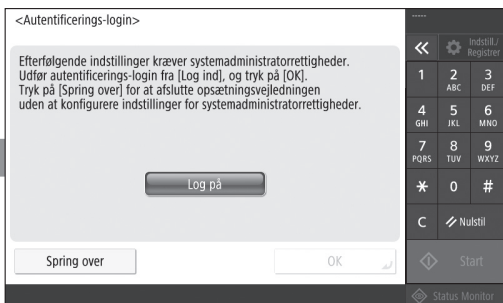 <Autentificerings-login>
Efterfølgende indstillinger kræver systemadministratorrettigheder.
Udfør autentificerings-login fra [Log ind], og tryk på [OK].
Tryk på [Spring over] for at afslutte opsætningsvejledningen
uden at konfigurere indstillinger for systemadministratorrettigheder.
Log på
Spring over
OK
Indstill./
Registrer
1
2
ABC
3
DEF
4
GHI
5
JKL
6
MNO
7
PQRS
8
TUV
9
WXYZ
*
0
#
C
Nulstil
Start
Status Monitor